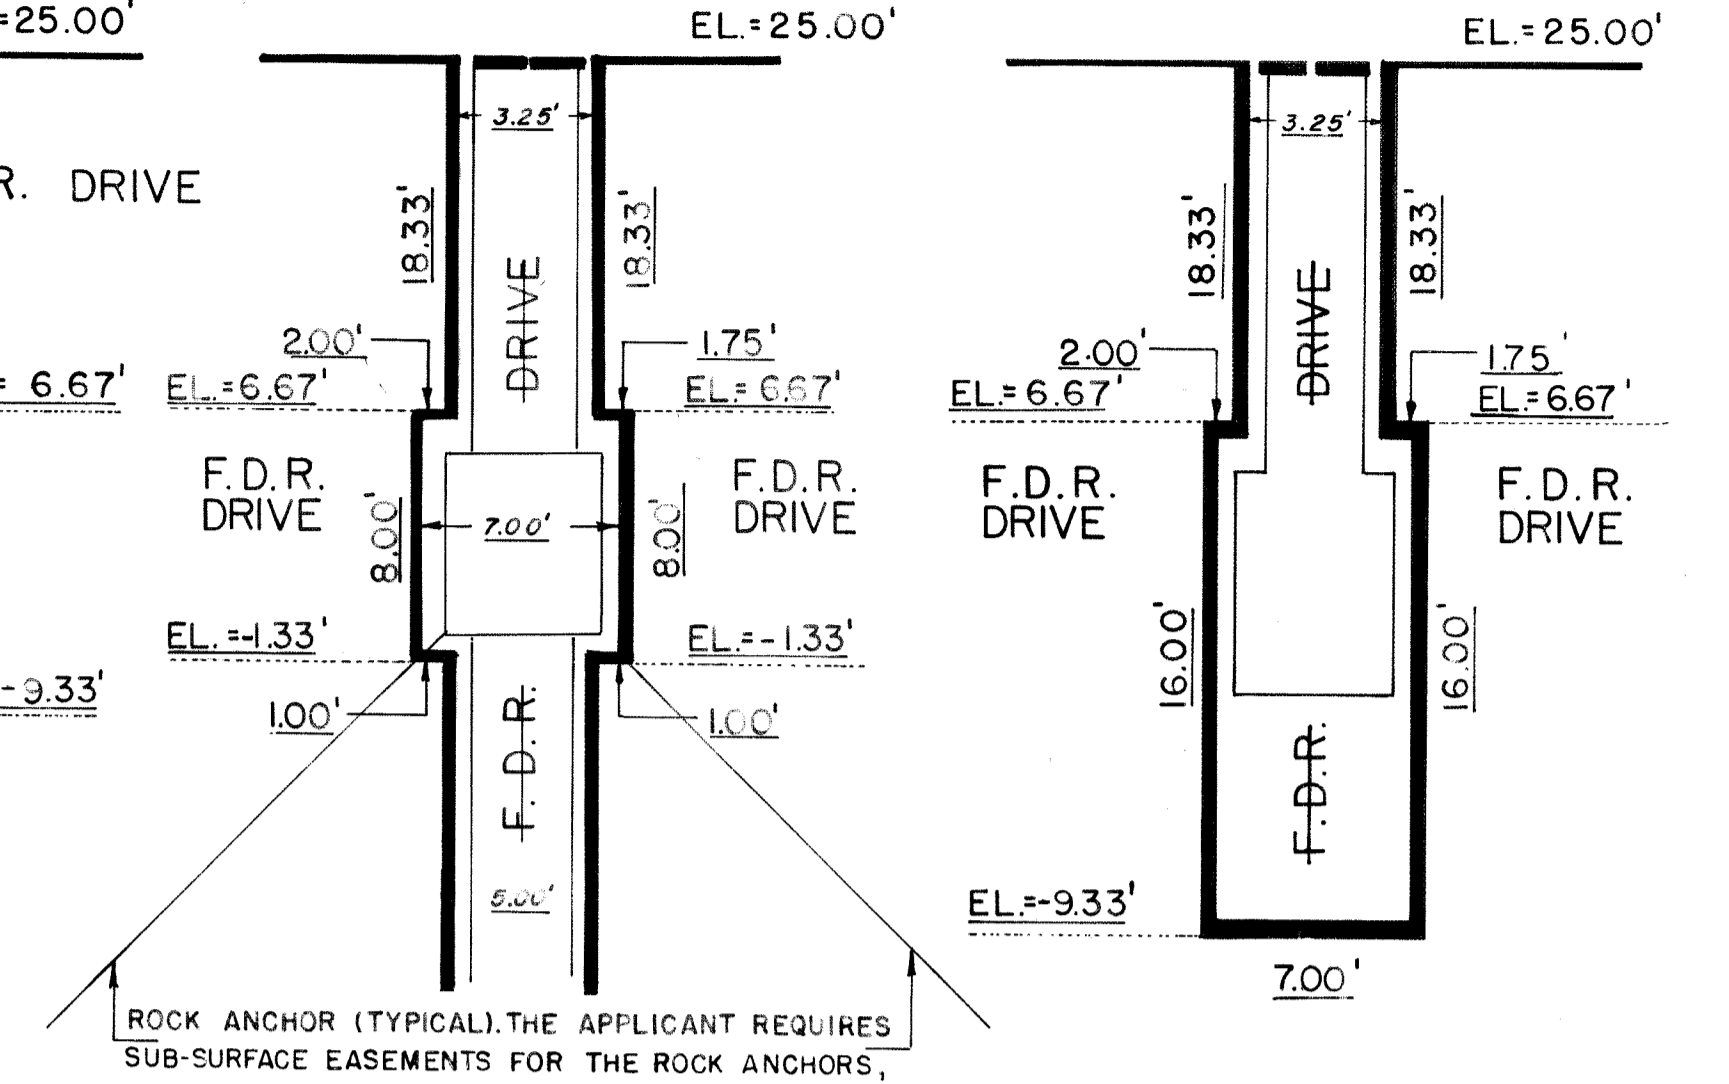 =25.00'
EL.=25.00'
EL.=25.00'
3.25'
3.25'
R. DRIVE
18.33'
18.33'
18.33'
18.33'
DRIVE
DRIVE
2.00'
1.75'
2.00'
1.75'
= 6.67'
EL.=6.67'
EL.= 6.67'
EL.= 6.67'
EL.= 6.67'
F.D.R.
DRIVE
F.D.R.
DRIVE
F.D.R.
DRIVE
F.D.R.
DRIVE
8.00'
7.00'
8.00'
EL.=-1.33'
EL.=-1.33'
16.00'
16.00'
-9.33'
1.00'
1.00'
F.D.R.
F.D.R.
5.00'
EL.=-9.33'
7.00'
ROCK ANCHOR (TYPICAL). THE APPLICANT REQUIRES
SUB-SURFACE EASEMENTS FOR THE ROCK ANCHORS,